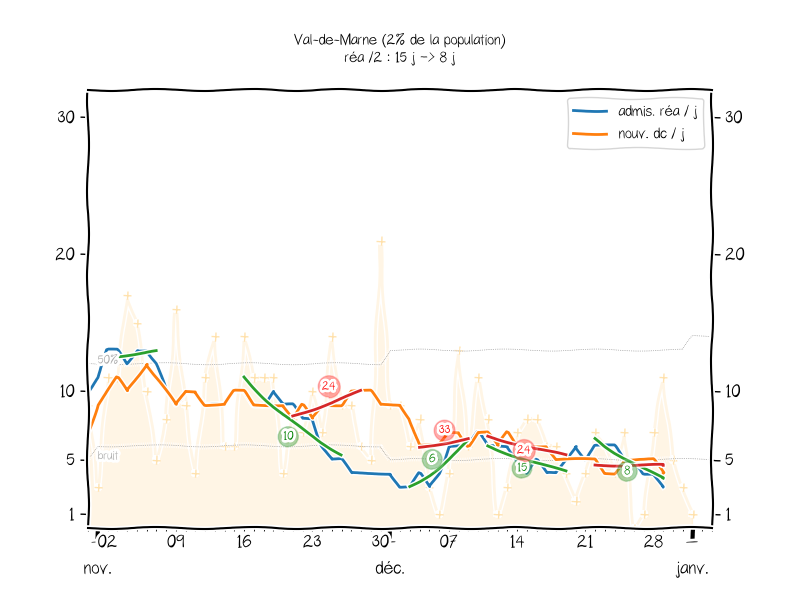 Val-de-Marne (2% de la population)
réa /2 : 15 j -> 8 j
admis. réa / j
nouv. dc / j
30
30
20
20
50%
10
10
24
33
10
6
24
15
8
bruit
5
5
1
1
02 09 16 23 30 07 14 21 28
nov. déc. janv.